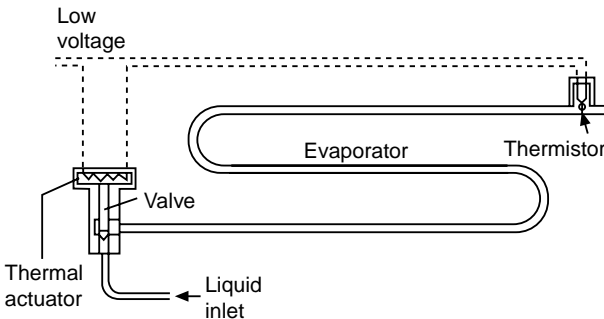 Low
voltage
Evaporator
Thermistor
Valve
Thermal
actuator
Liquid
inlet